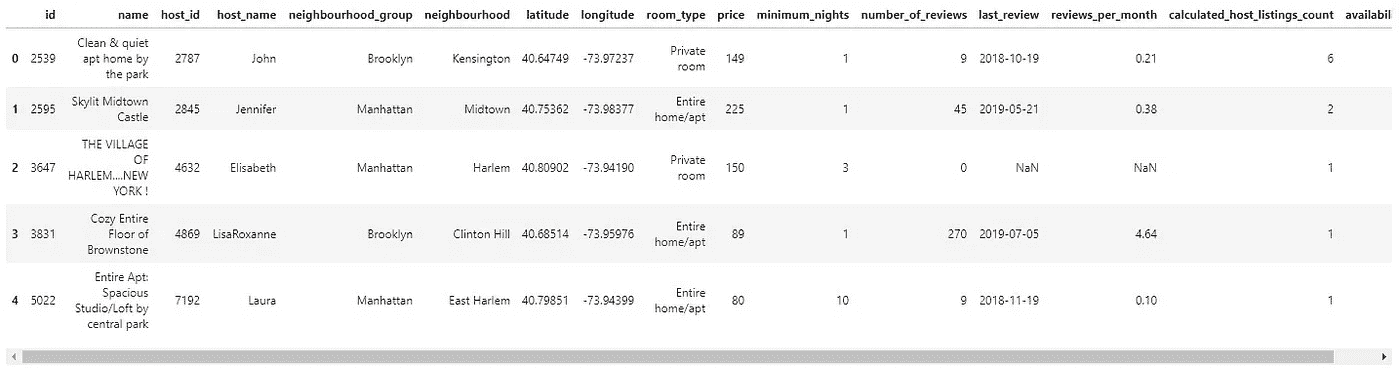 id name host_id host_name neighbourhood_group neighbourhood latitude longitude room_type price minimum_nights number_of_reviews last_review reviews_per_month calculated_host_listings_count availabil
Clean & quiet
apt home by
the park
0 2539 2787 John Brooklyn Kensington 40.64749 -73.97237 Private room 149 1 9 2018-10-19 0.21 6
Skylit Midtown
Castle
1 2595 2845 Jennifer Manhattan Midtown 40.75362 -73.98377 Entire home/apt 225 1 45 2019-05-21 0.38 2
THE VILLAGE
OF
HARLEM....NEW
YORK !
2 3647 4632 Elisabeth Manhattan Harlem 40.80902 -73.94190 Private room 150 3 0 NaN NaN 1
Cozy Entire
Floor of
Brownstone
3 3831 4869 LisaRoxanne Brooklyn Clinton Hill 40.68514 -73.95976 Entire home/apt 89 1 270 2019-07-05 4.64 1
Entire Apt:
Spacious
Studio/Loft by
central park
4 5022 7192 Laura Manhattan East Harlem 40.79851 -73.94399 Entire home/apt 80 10 9 2018-11-19 0.10 1